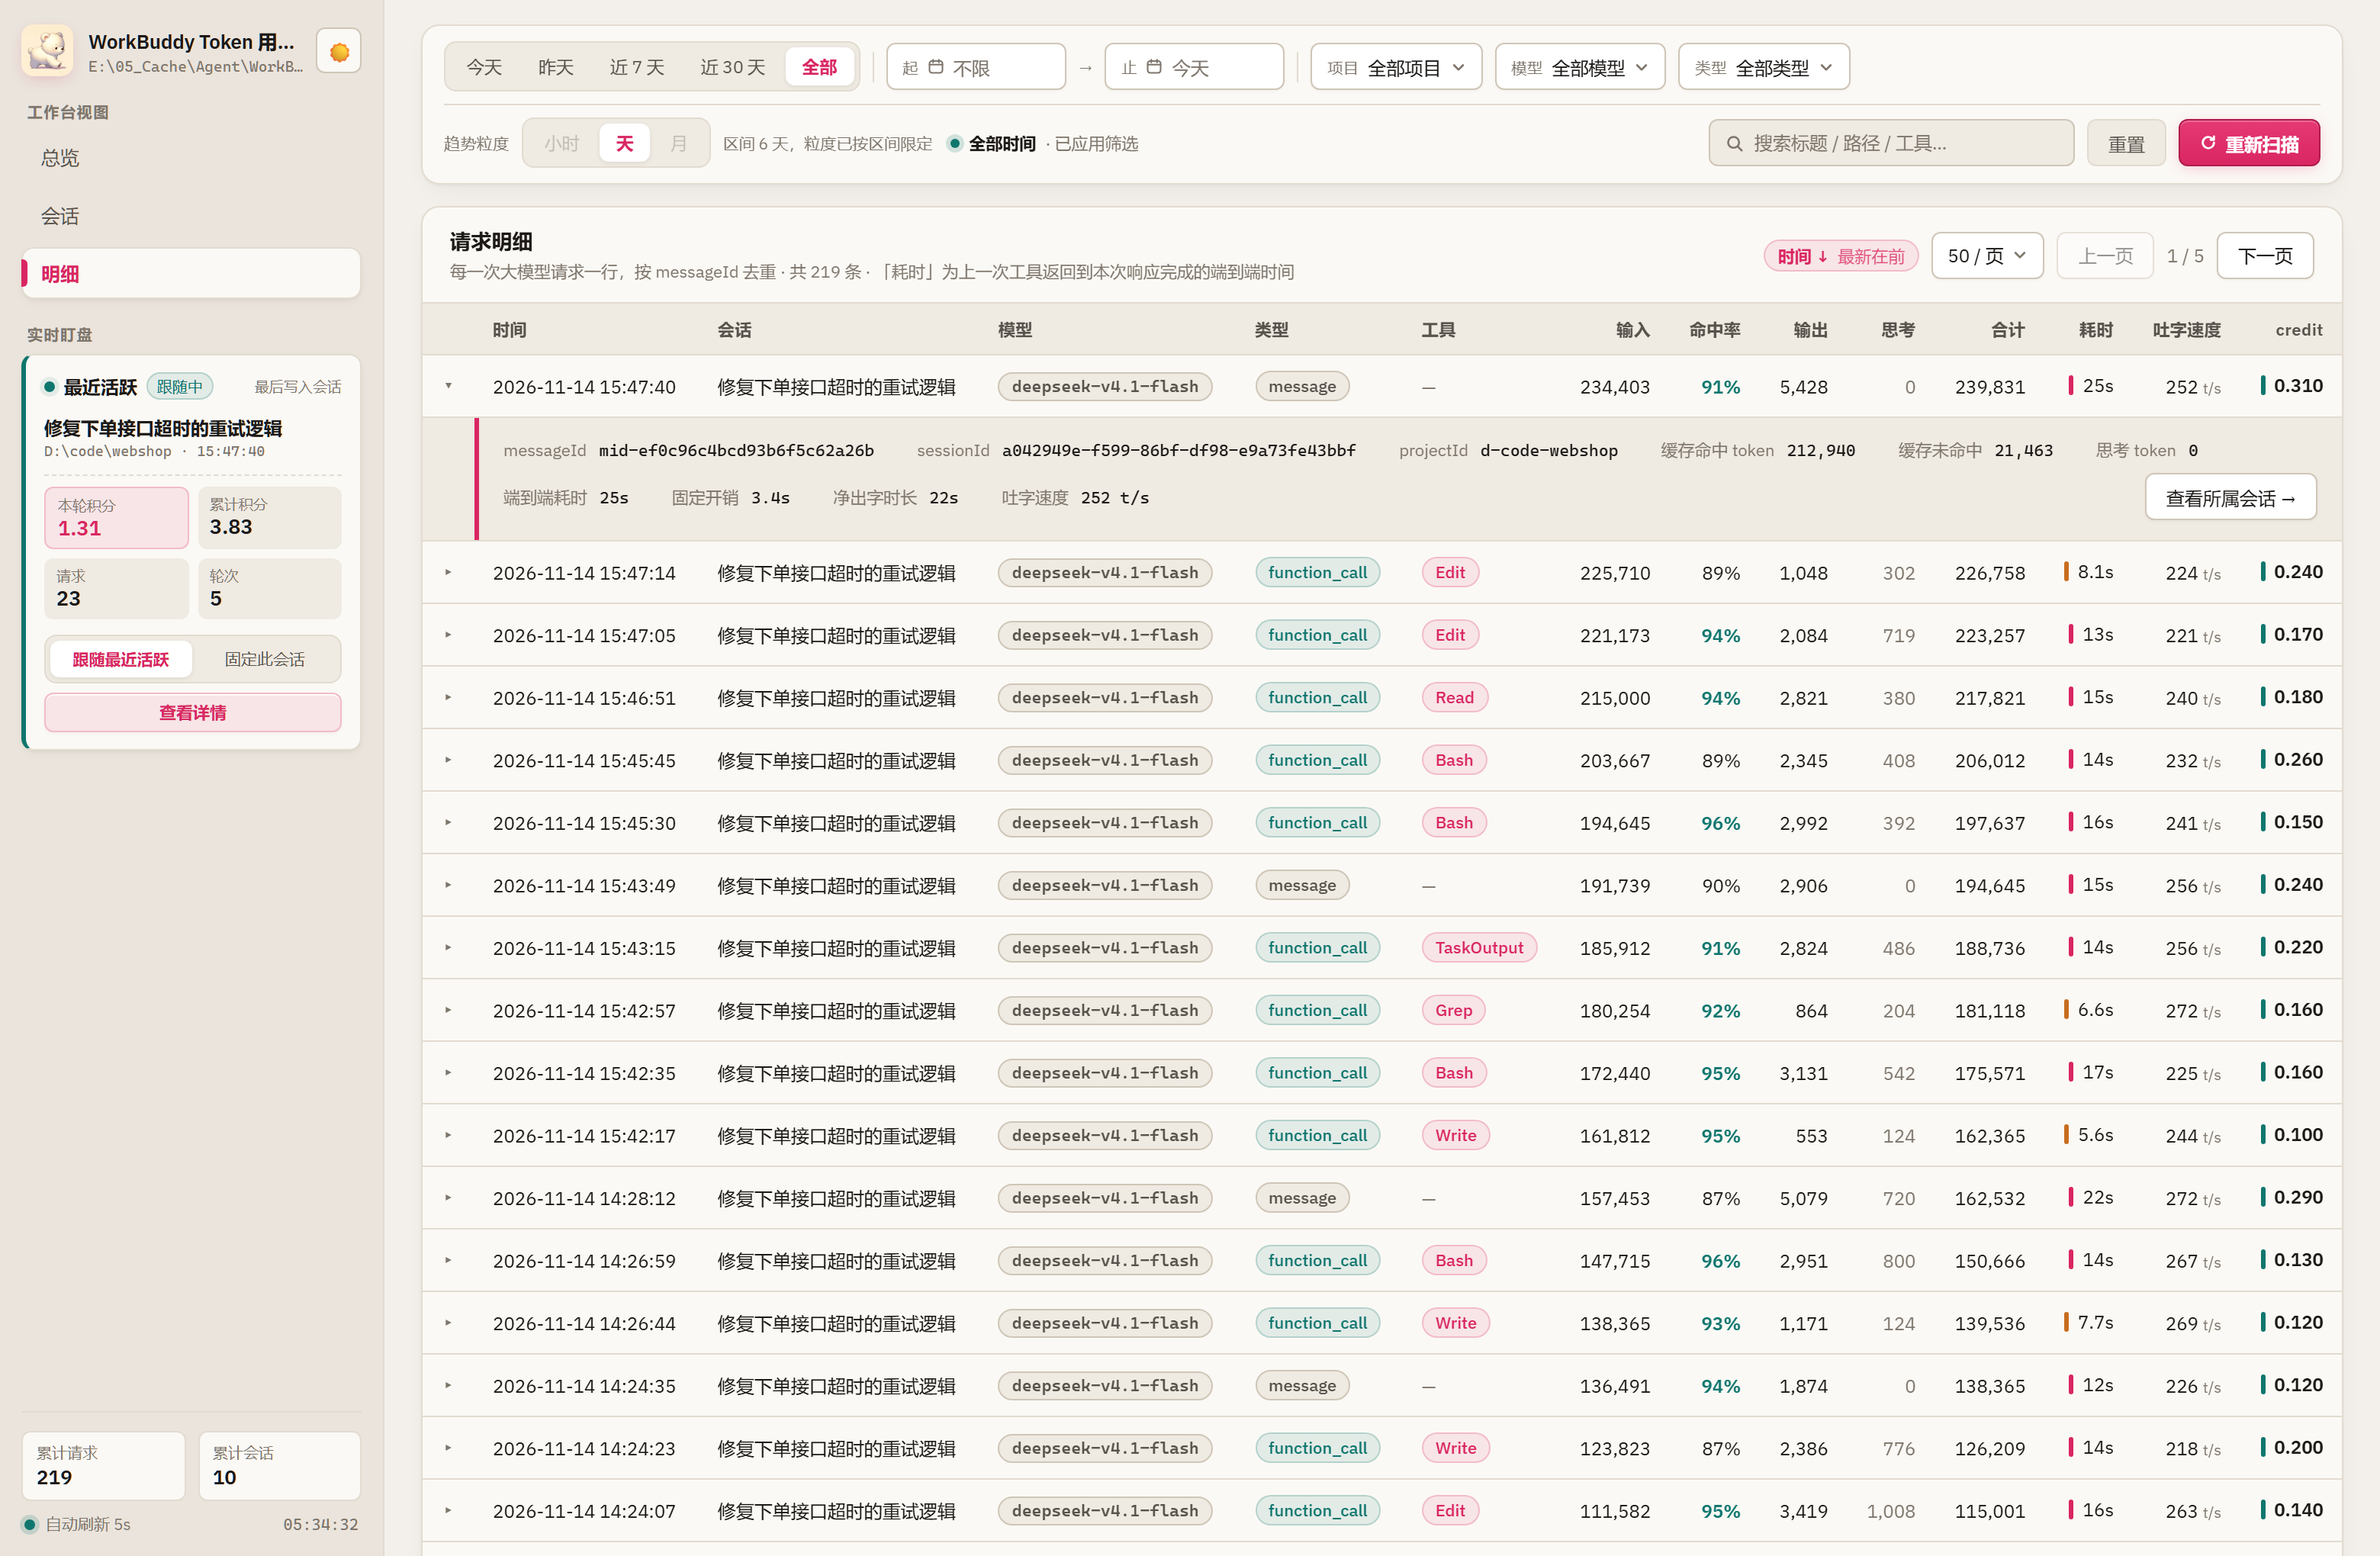 WorkBuddy Token 用...
E:\05_Cache\Agent\WorkB...
工作台视图
总览
会话
明细
实时盯盘
最近活跃 跟随中 最后写入会话
修复下单接口超时的重试逻辑
D:\code\webshop · 15:47:40
本轮积分 累计积分
1.31 3.83
请求 轮次
23 5
跟随最近活跃 固定此会话
查看详情
累计请求 累计会话
219 10
自动刷新 5s 05:34:32
今天 昨天 近 7 天 近 30 天 全部 起 不限 → 止 今天 项目 全部项目 模型 全部模型 类型 全部类型
趋势粒度 小时 天 月 区间 6 天，粒度已按区间限定 全部时间 · 已应用筛选 搜索标题 / 路径 / 工具... 重置 重新扫描
请求明细
每一次大模型请求一行，按 messageId 去重 · 共 219 条 · 「耗时」为上一次工具返回到本次响应完成的端到端时间
时间 ↓ 最新在前 50 / 页 上一页 1 / 5 下一页
时间 会话 模型 类型 工具 输入 命中率 输出 思考 合计 耗时 吐字速度 credit
▾ 2026-11-14 15:47:40 修复下单接口超时的重试逻辑 deepseek-v4.1-flash message — 234,403 91% 5,428 0 239,831 25s 252 t/s 0.310
messageId mid-ef0c96c4bcd93b6f5c62a26b sessionId a042949e-f599-86bf-df98-e9a73fe43bbf projectId d-code-webshop 缓存命中 token 212,940 缓存未命中 21,463 思考 token 0
端到端耗时 25s 固定开销 3.4s 净出字时长 22s 吐字速度 252 t/s 查看所属会话 →
▸ 2026-11-14 15:47:14 修复下单接口超时的重试逻辑 deepseek-v4.1-flash function_call Edit 225,710 89% 1,048 302 226,758 8.1s 224 t/s 0.240
▸ 2026-11-14 15:47:05 修复下单接口超时的重试逻辑 deepseek-v4.1-flash function_call Edit 221,173 94% 2,084 719 223,257 13s 221 t/s 0.170
▸ 2026-11-14 15:46:51 修复下单接口超时的重试逻辑 deepseek-v4.1-flash function_call Read 215,000 94% 2,821 380 217,821 15s 240 t/s 0.180
▸ 2026-11-14 15:45:45 修复下单接口超时的重试逻辑 deepseek-v4.1-flash function_call Bash 203,667 89% 2,345 408 206,012 14s 232 t/s 0.260
▸ 2026-11-14 15:45:30 修复下单接口超时的重试逻辑 deepseek-v4.1-flash function_call Bash 194,645 96% 2,992 392 197,637 16s 241 t/s 0.150
▸ 2026-11-14 15:43:49 修复下单接口超时的重试逻辑 deepseek-v4.1-flash message — 191,739 90% 2,906 0 194,645 15s 256 t/s 0.240
▸ 2026-11-14 15:43:15 修复下单接口超时的重试逻辑 deepseek-v4.1-flash function_call TaskOutput 185,912 91% 2,824 486 188,736 14s 256 t/s 0.220
▸ 2026-11-14 15:42:57 修复下单接口超时的重试逻辑 deepseek-v4.1-flash function_call Grep 180,254 92% 864 204 181,118 6.6s 272 t/s 0.160
▸ 2026-11-14 15:42:35 修复下单接口超时的重试逻辑 deepseek-v4.1-flash function_call Bash 172,440 95% 3,131 542 175,571 17s 225 t/s 0.160
▸ 2026-11-14 15:42:17 修复下单接口超时的重试逻辑 deepseek-v4.1-flash function_call Write 161,812 95% 553 124 162,365 5.6s 244 t/s 0.100
▸ 2026-11-14 14:28:12 修复下单接口超时的重试逻辑 deepseek-v4.1-flash message — 157,453 87% 5,079 720 162,532 22s 272 t/s 0.290
▸ 2026-11-14 14:26:59 修复下单接口超时的重试逻辑 deepseek-v4.1-flash function_call Bash 147,715 96% 2,951 800 150,666 14s 267 t/s 0.130
▸ 2026-11-14 14:26:44 修复下单接口超时的重试逻辑 deepseek-v4.1-flash function_call Write 138,365 93% 1,171 124 139,536 7.7s 269 t/s 0.120
▸ 2026-11-14 14:24:35 修复下单接口超时的重试逻辑 deepseek-v4.1-flash message — 136,491 94% 1,874 0 138,365 12s 226 t/s 0.120
▸ 2026-11-14 14:24:23 修复下单接口超时的重试逻辑 deepseek-v4.1-flash function_call Write 123,823 87% 2,386 776 126,209 14s 218 t/s 0.200
▸ 2026-11-14 14:24:07 修复下单接口超时的重试逻辑 deepseek-v4.1-flash function_call Edit 111,582 95% 3,419 1,008 115,001 16s 263 t/s 0.140